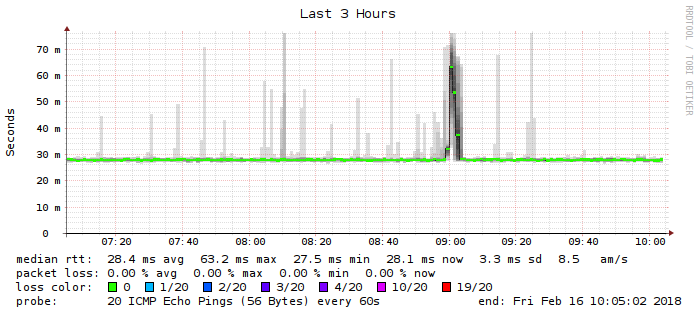 Last 3 Hours
RRDTOOL / TOBI OETIKER
Seconds
70 m
60 m
50 m
40 m
30 m
20 m
10 m
0
07:20 07:40 08:00 08:20 08:40 09:00 09:20 09:40 10:00
median rtt: 28.4 ms avg 63.2 ms max 27.5 ms min 28.1 ms now 3.3 ms sd 8.5 am/s
packet loss: 0.00 % avg 0.00 % max 0.00 % min 0.00 % now
loss color: 0 1/20 2/20 3/20 4/20 10/20 19/20
probe: 20 ICMP Echo Pings (56 Bytes) every 60s end: Fri Feb 16 10:05:02 2018